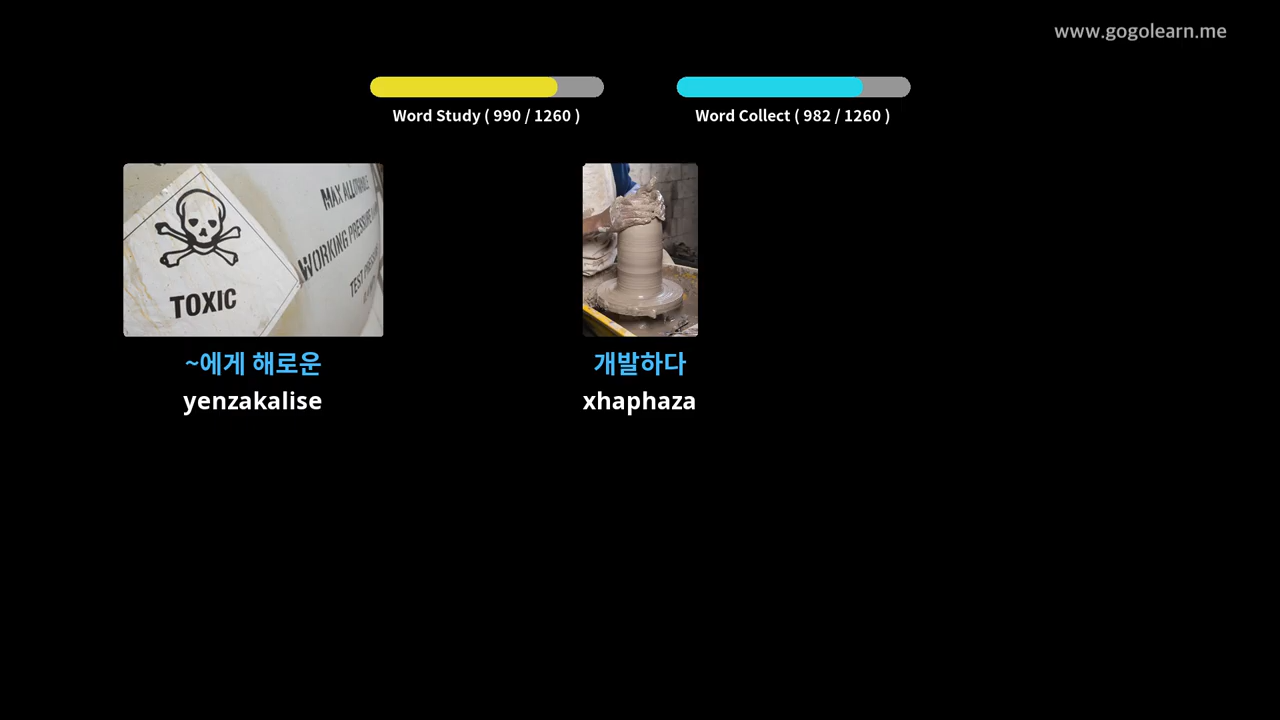 www.gogolearn.me
Word Study ( 990 / 1260 )
Word Collect ( 982 / 1260 )
TOXIC
MAX ALLOWABLE
WORKING PRESSURE
TEST PRESSURE
~에게 해로운
개발하다
yenzakalise
xhaphaza